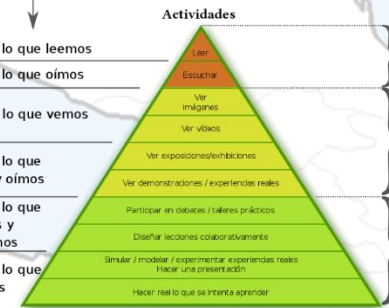 Actividades
lo que leemos
Leer
lo que oímos
Escuchar
lo que vemos
Ver
imágenes
Ver vídeos
lo que
y oímos
Ver exposiciones/exhibiciones
Ver demonstraciones / experiencias reales
lo que
y
Participar en debates / talleres prácticos
Diseñar lecciones colaborativamente
lo que
Simular / modelar / experimentar experiencias reales
Hacer una presentación
Hacer real lo que se intenta aprender